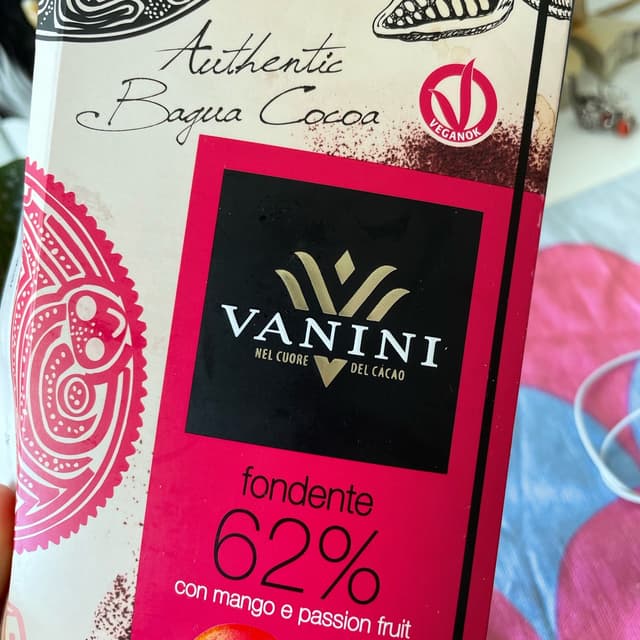 Authentic
Bagua Cocoa
VEGANOK
VANINI
NEL CUORE DEL CACAO
fondente
62%
con mango e passion fruit